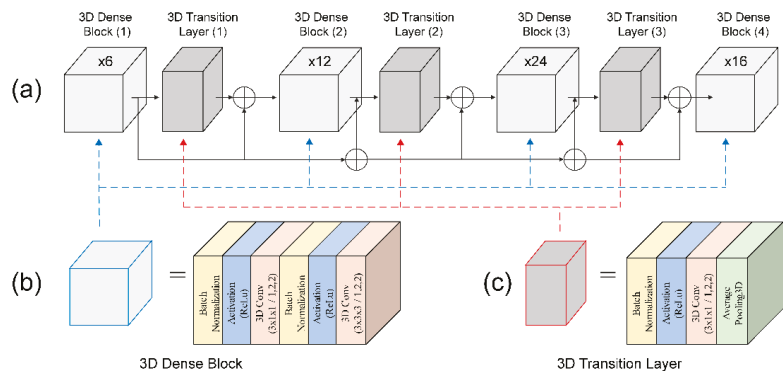 3D Dense
Block (1)
3D Transition
Layer (1)
3D Dense
Block (2)
3D Transition
Layer (2)
3D Dense
Block (3)
3D Transition
Layer (3)
3D Dense
Block (4)
(a)
x6
x12
x24
x16
(b)
=
Batch
Normalization
Activation
(ReLu)
3D Conv
(3x1x1 / 1,2,2)
Batch
Normalization
Activation
(ReLu)
3D Conv
(3x3x3 / 1,2,2)
3D Dense Block
(c)
=
Batch
Normalization
Activation
(ReLu)
3D Conv
(3x1x1 / 1,2,2)
Average
Pooling3D
3D Transition Layer